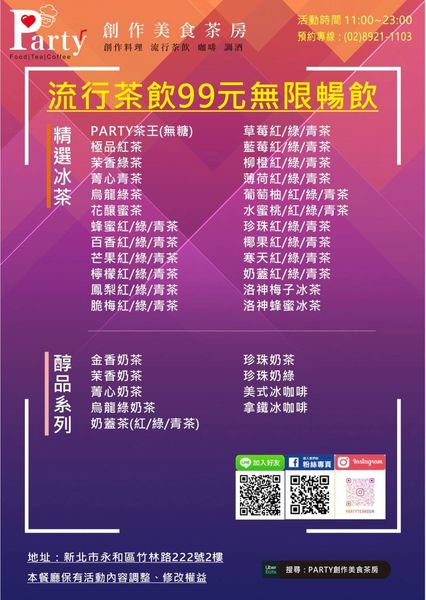 Party
Food|Tea|Coffee
創作美食茶房
創作料理 流行茶飲 咖啡 調酒
活動時間 11:00~23:00
預約專線:(02)8921-1103
流行茶飲99元無限暢飲
精選冰茶
PARTY茶王(無糖)
極品紅茶
茉香綠茶
菁心青茶
烏龍綠茶
花釀蜜茶
蜂蜜紅/綠/青茶
百香紅/綠/青茶
芒果紅/綠/青茶
檸檬紅/綠/青茶
鳳梨紅/綠/青茶
脆梅紅/綠/青茶
草莓紅/綠/青茶
藍莓紅/綠/青茶
柳橙紅/綠/青茶
薄荷紅/綠/青茶
葡萄柚/紅/綠/青茶
水蜜桃/紅/綠/青茶
珍珠紅/綠/青茶
椰果紅/綠/青茶
寒天紅/綠/青茶
奶蓋紅/綠/青茶
洛神梅子冰茶
洛神蜂蜜冰茶
醇品系列
金香奶茶
茉香奶茶
菁心奶茶
烏龍綠奶茶
奶蓋茶(紅/綠/青茶)
珍珠奶茶
珍珠奶綠
美式冰咖啡
拿鐵冰咖啡
LINE 加入好友
加入我們的
粉絲專頁
Instagram
PARTYTEAROOM
地址:新北市永和區竹林路222號2樓
本餐廳保有活動內容調整、修改權益
Uber
Eats
搜尋:PARTY創作美食茶房